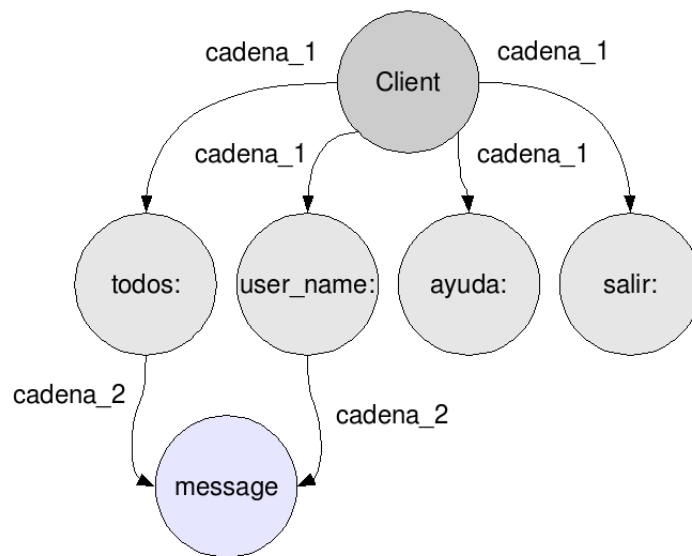 cadena_1
cadena_1
Client
cadena_1
cadena_1
todos:
user_name:
ayuda:
salir:
cadena_2
cadena_2
message